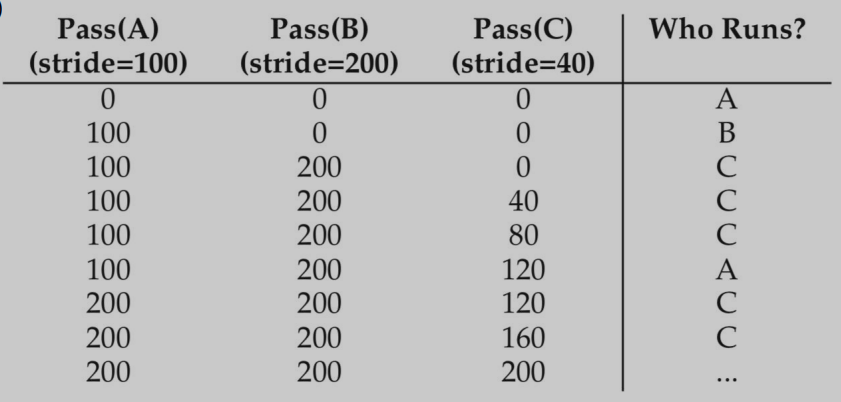 Pass(A) Pass(B) Pass(C) Who Runs?
(stride=100) (stride=200) (stride=40)
0 0 0 A
100 0 0 B
100 200 0 C
100 200 40 C
100 200 80 C
100 200 120 A
200 200 120 C
200 200 160 C
200 200 200 ...